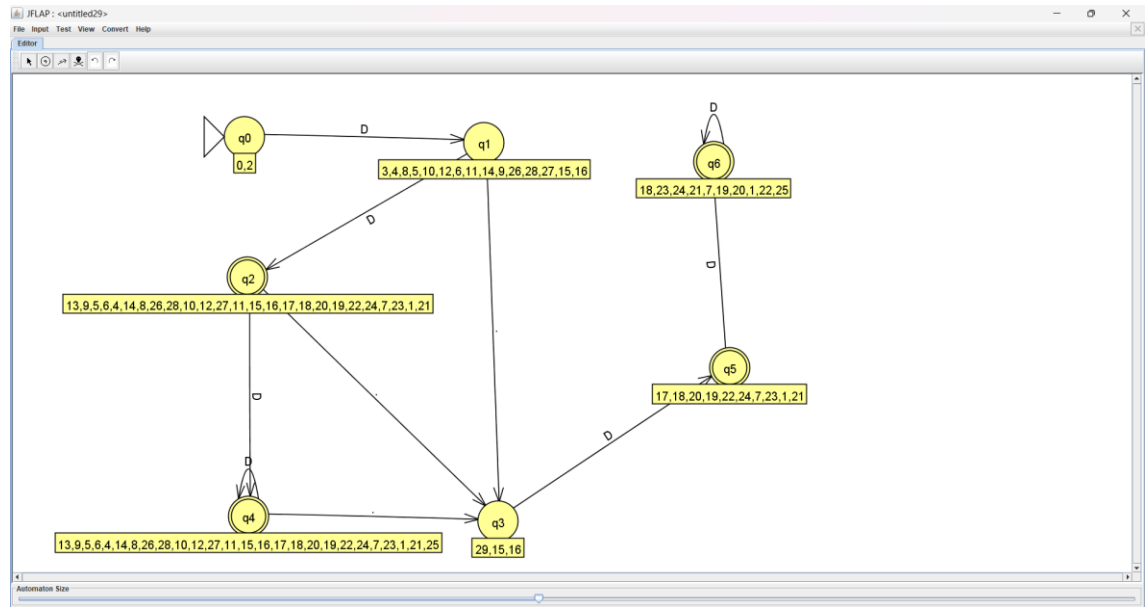 JFLAP : <untitled29>
File Input Test View Convert Help
Editor
D
q0
0,2
D
q1
3,4,8,5,10,12,6,11,14,9,26,28,27,15,16
q6
18,23,24,21,7,19,20,1,22,25
D
D
q2
13,9,5,6,4,14,8,26,28,10,12,27,11,15,16,17,18,20,19,22,24,7,23,1,21
.
q5
17,18,20,19,22,24,7,23,1,21
.
D
D
D
q4
13,9,5,6,4,14,8,26,28,10,12,27,11,15,16,17,18,20,19,22,24,7,23,1,21,25
.
q3
29,15,16
Automaton Size